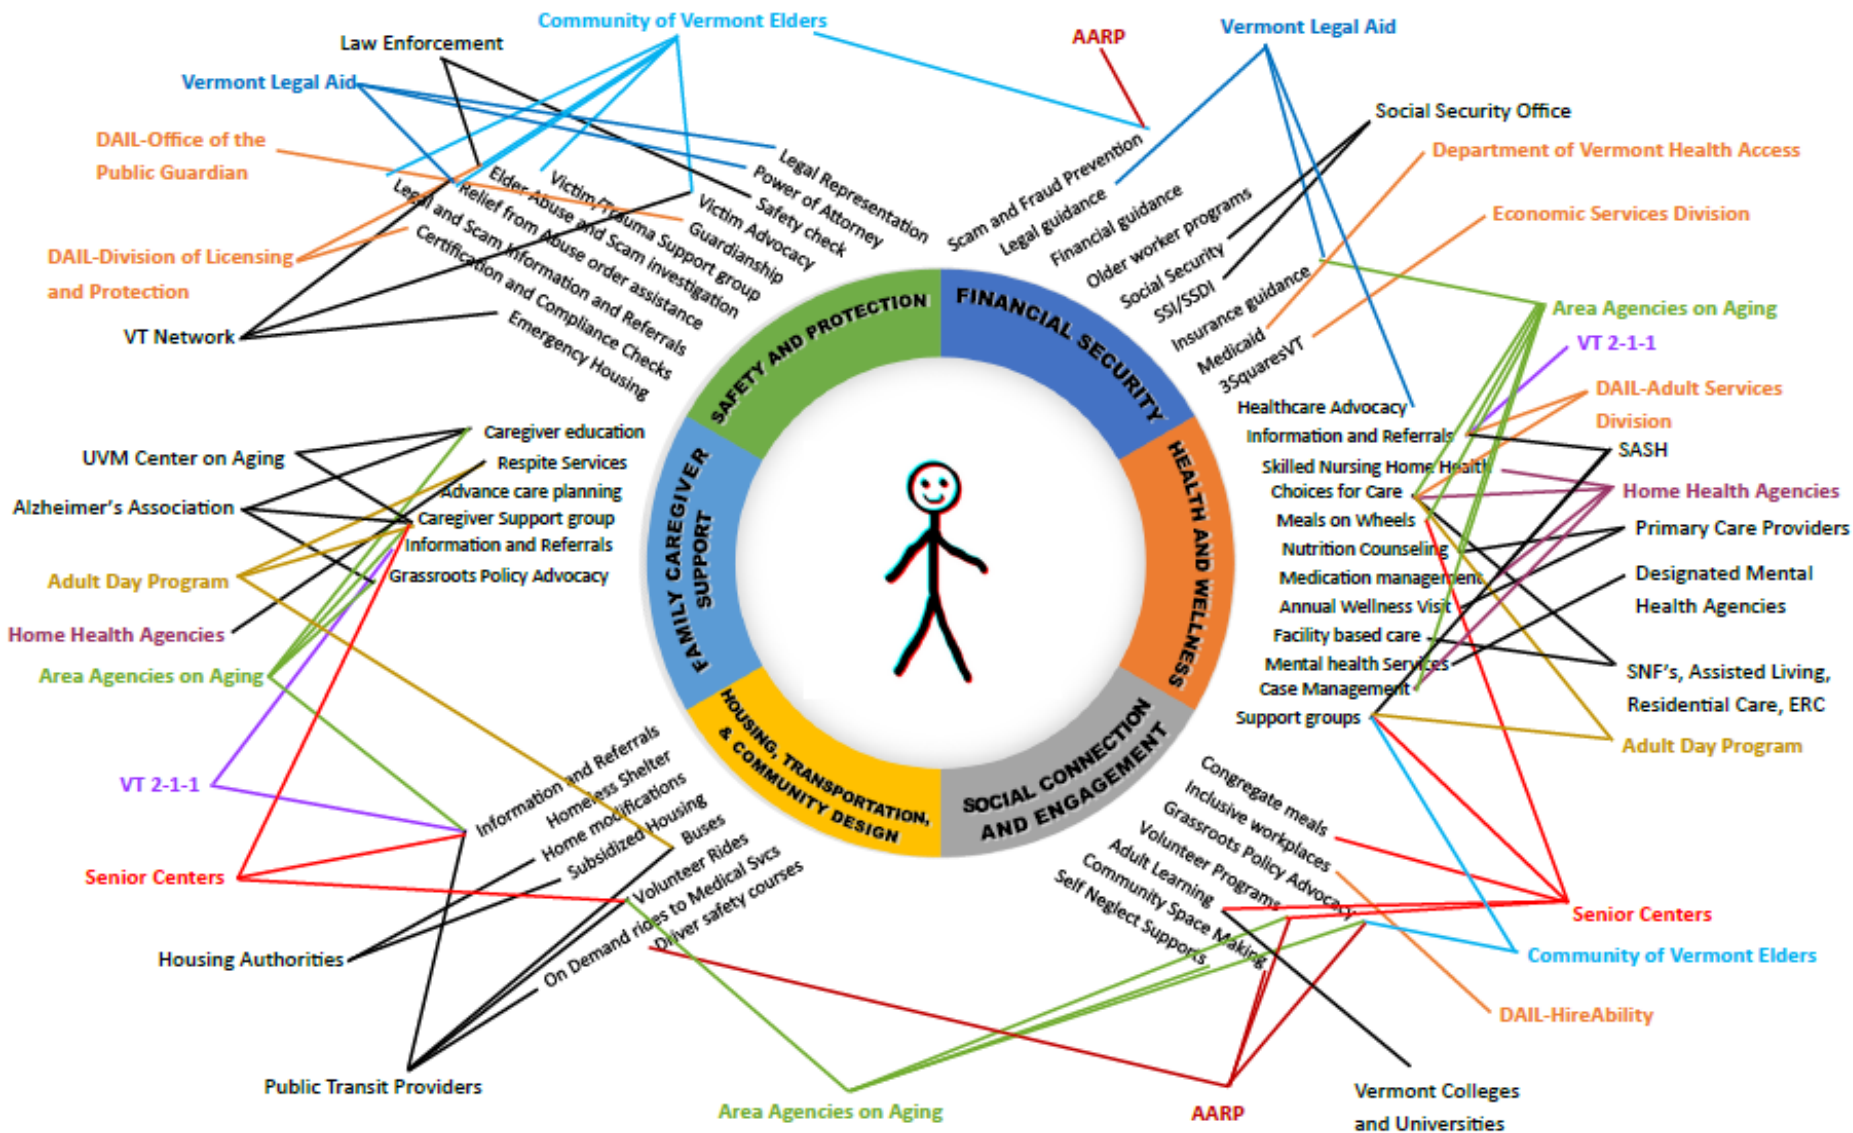 Community of Vermont Elders
Law Enforcement
Vermont Legal Aid
DAIL-Office of the
Public Guardian
DAIL-Division of Licensing
and Protection
VT Network
Legal Representation
Power of Attorney
Safety check
Victim Advocacy
Guardianship
Victim/Trauma Support group
Elder Abuse and Scam investigation
Relief from Abuse order assistance
Legal and Scam Information and Referrals
Certification and Compliance Checks
Emergency Housing
AARP
Vermont Legal Aid
Social Security Office
Department of Vermont Health Access
Economic Services Division
Scam and Fraud Prevention
Legal guidance
Financial guidance
Older worker programs
Social Security
SSI/SSDI
Insurance guidance
Medicaid
3SquaresVT
SAFETY AND PROTECTION
FINANCIAL SECURITY
HEALTH AND WELLNESS
SOCIAL CONNECTION
AND ENGAGEMENT
HOUSING, TRANSPORTATION,
& COMMUNITY DESIGN
FAMILY CAREGIVER
SUPPORT
Area Agencies on Aging
VT 2-1-1
DAIL-Adult Services
Division
SASH
Home Health Agencies
Primary Care Providers
Designated Mental
Health Agencies
SNF's, Assisted Living,
Residential Care, ERC
Adult Day Program
Healthcare Advocacy
Information and Referrals
Skilled Nursing Home Health
Choices for Care
Meals on Wheels
Nutrition Counseling
Medication management
Annual Wellness Visit
Facility based care
Mental health Services
Case Management
Support groups
UVM Center on Aging
Alzheimer's Association
Adult Day Program
Home Health Agencies
Area Agencies on Aging
Caregiver education
Respite Services
Advance care planning
Caregiver Support group
Information and Referrals
Grassroots Policy Advocacy
VT 2-1-1
Senior Centers
Housing Authorities
Public Transit Providers
Information and Referrals
Homeless Shelter
Home modifications
Subsidized Housing
Buses
Volunteer Rides
On Demand rides to Medical Svcs
Driver safety courses
Congregate meals
Inclusive workplaces
Grassroots Policy Advocacy
Volunteer Programs
Adult Learning
Community Space Making
Self Neglect Supports
Senior Centers
Community of Vermont Elders
DAIL-HireAbility
Vermont Colleges
and Universities
AARP
Area Agencies on Aging